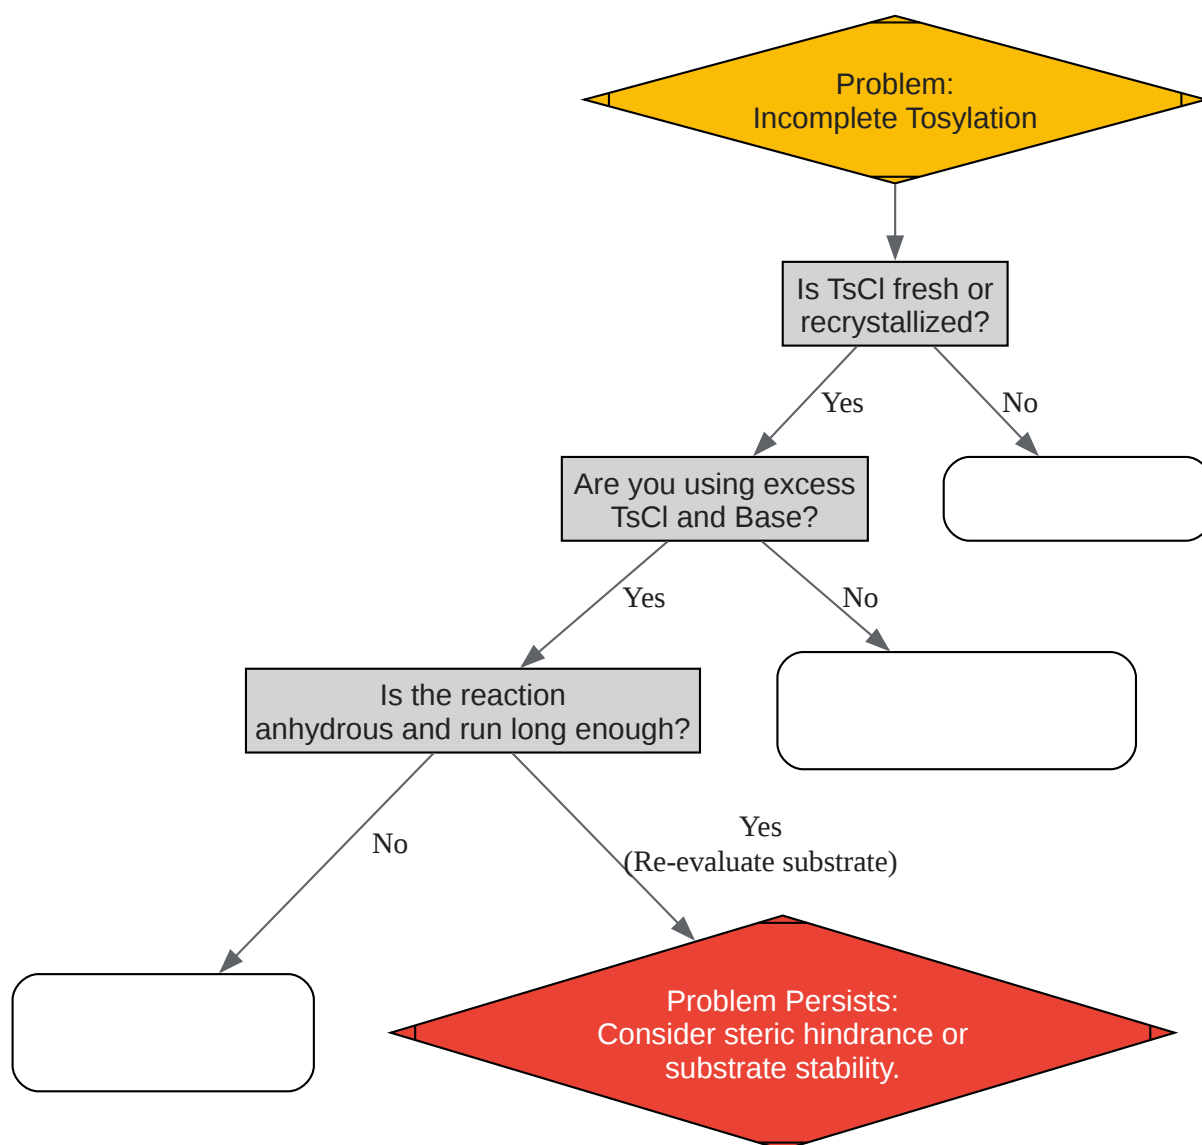 Problem:
Incomplete Tosylation
Is TsCl fresh or
recrystallized?
Yes
No
Are you using excess
TsCl and Base?
Yes
No
Is the reaction
anhydrous and run long enough?
No
Yes
(Re-evaluate substrate)
Problem Persists:
Consider steric hindrance or
substrate stability.